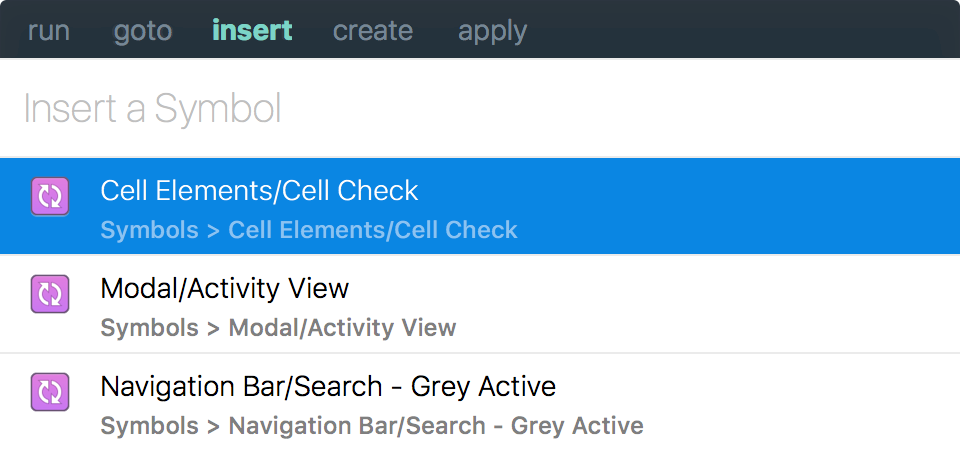 run goto insert create apply
Insert a Symbol
Cell Elements/Cell Check
Symbols > Cell Elements/Cell Check
Modal/Activity View
Symbols > Modal/Activity View
Navigation Bar/Search - Grey Active
Symbols > Navigation Bar/Search - Grey Active